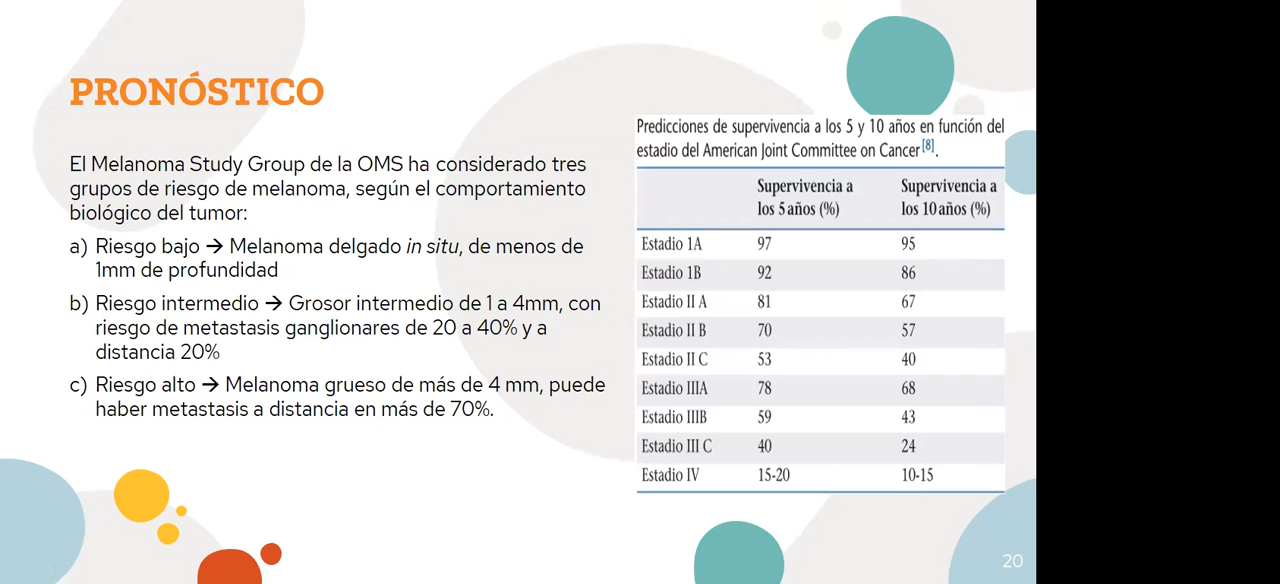 PRONÓSTICO
El Melanoma Study Group de la OMS ha considerado tres
grupos de riesgo de melanoma, según el comportamiento
biológico del tumor:
a) Riesgo bajo → Melanoma delgado in situ, de menos de
1mm de profundidad
b) Riesgo intermedio → Grosor intermedio de 1 a 4mm, con
riesgo de metastasis ganglionares de 20 a 40% y a
distancia 20%
c) Riesgo alto → Melanoma grueso de más de 4 mm, puede
haber metastasis a distancia en más de 70%.
Predicciones de supervivencia a los 5 y 10 años en función del
estadio del American Joint Committee on Cancer [8].
Supervivencia a los 5 años (%) Supervivencia a los 10 años (%)
Estadio 1A 97 95
Estadio 1B 92 86
Estadio II A 81 67
Estadio II B 70 57
Estadio II C 53 40
Estadio IIIA 78 68
Estadio IIIB 59 43
Estadio III C 40 24
Estadio IV 15-20 10-15
20